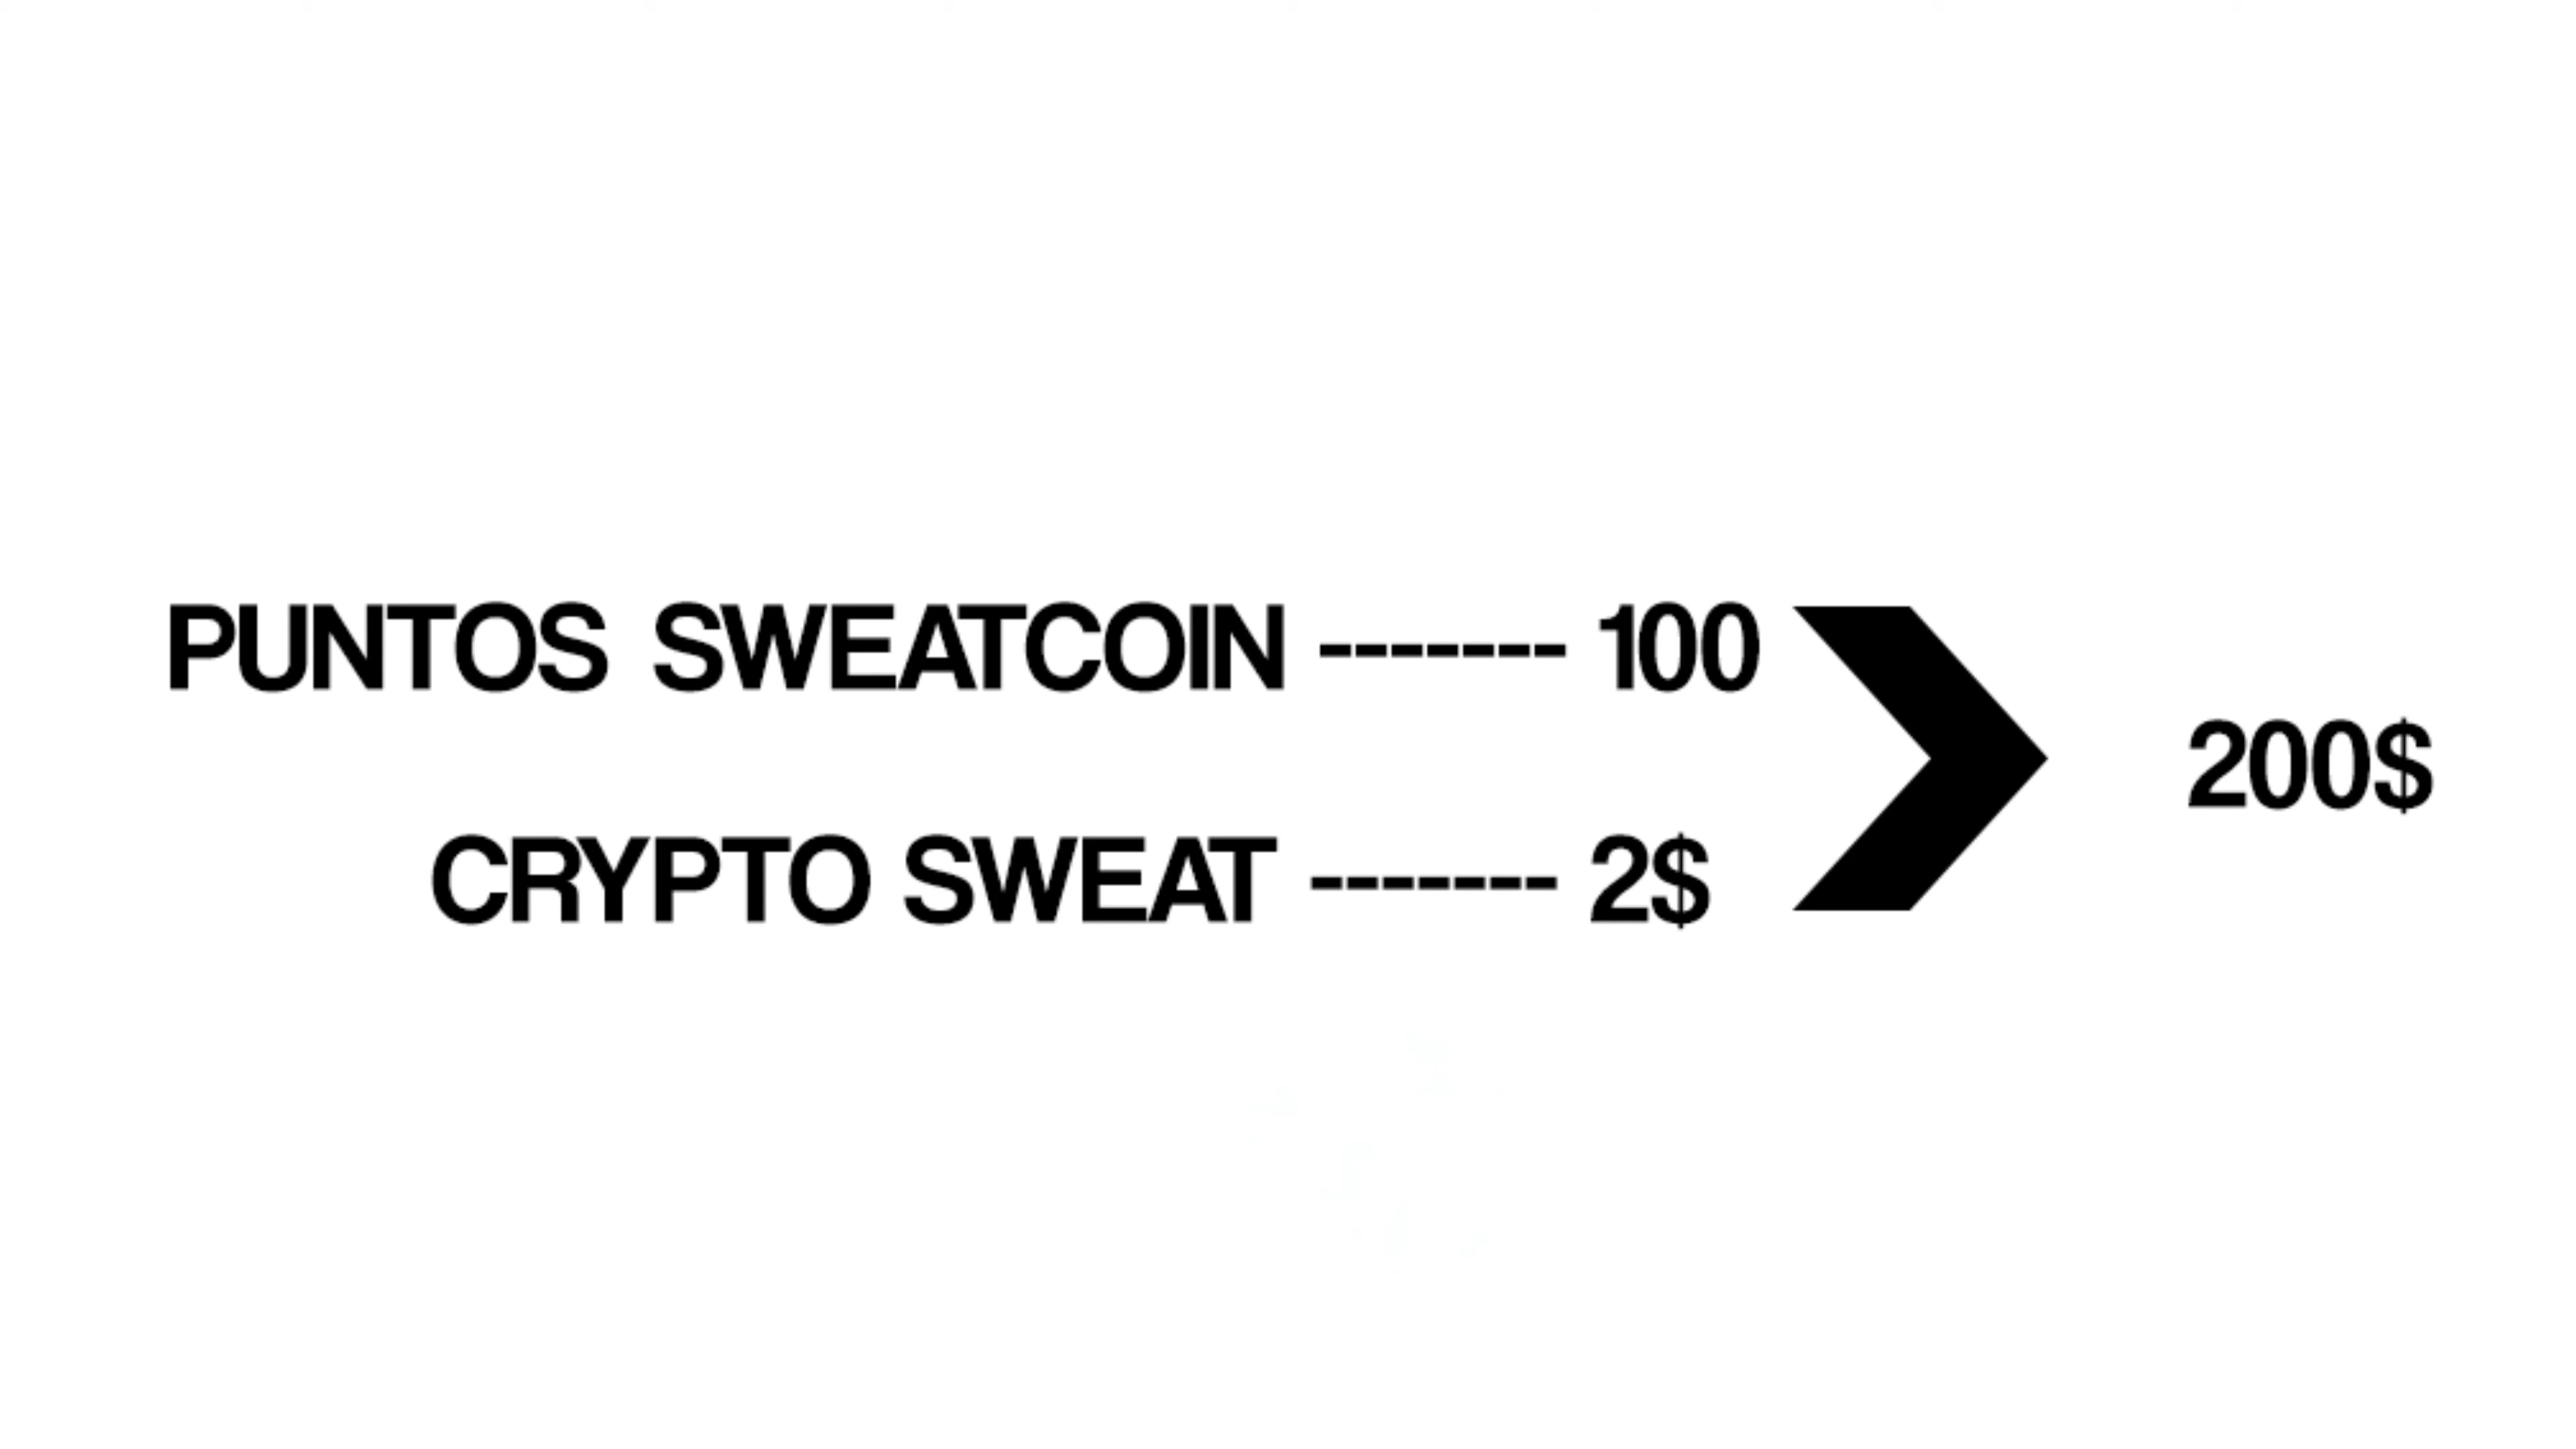 PUNTOS SWEATCOIN ------- 100
CRYPTO SWEAT ------- 2$
200$